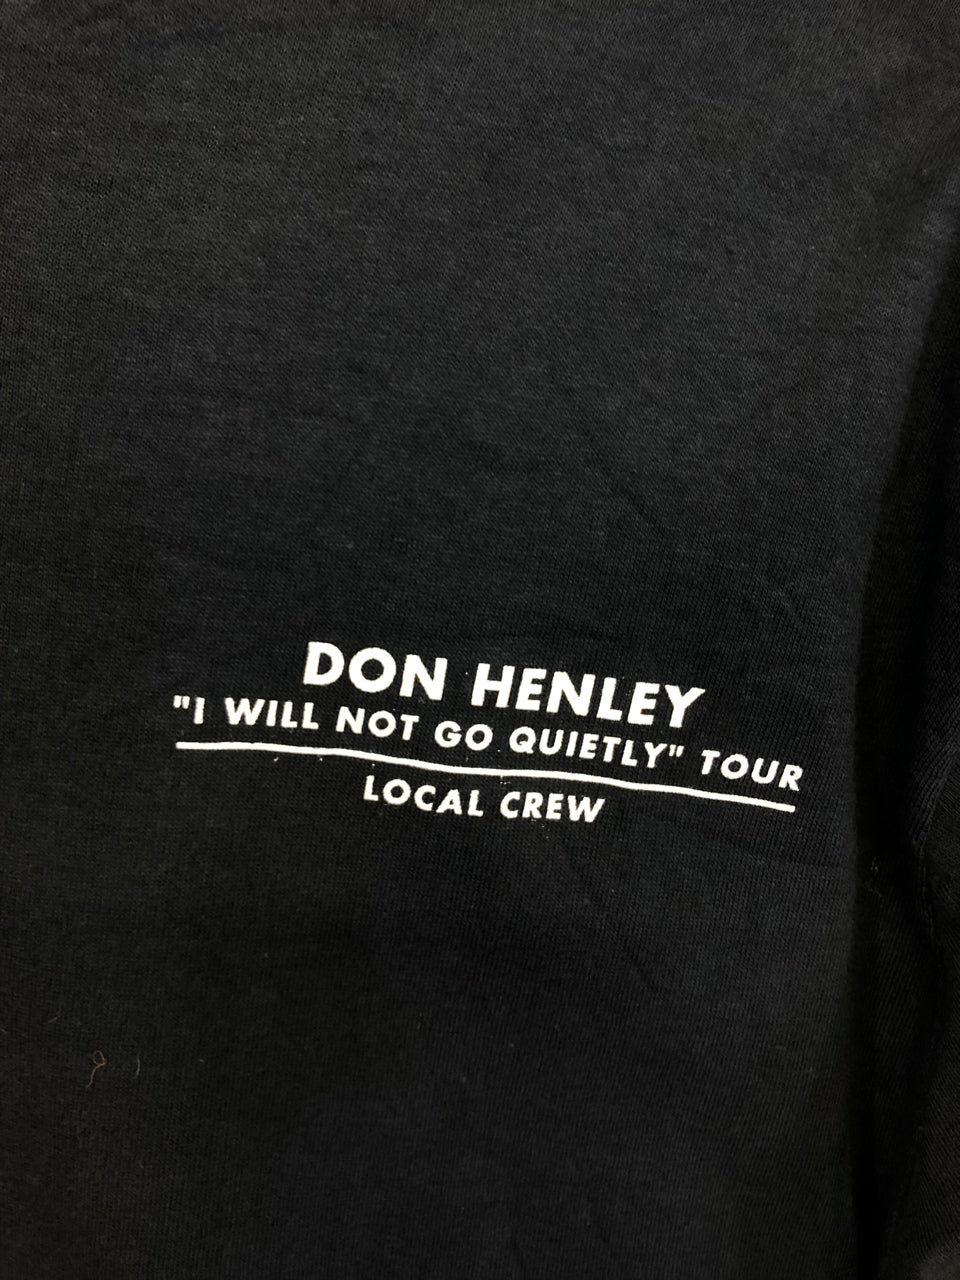 DON HENLEY
"I WILL NOT GO QUIETLY" TOUR
LOCAL CREW